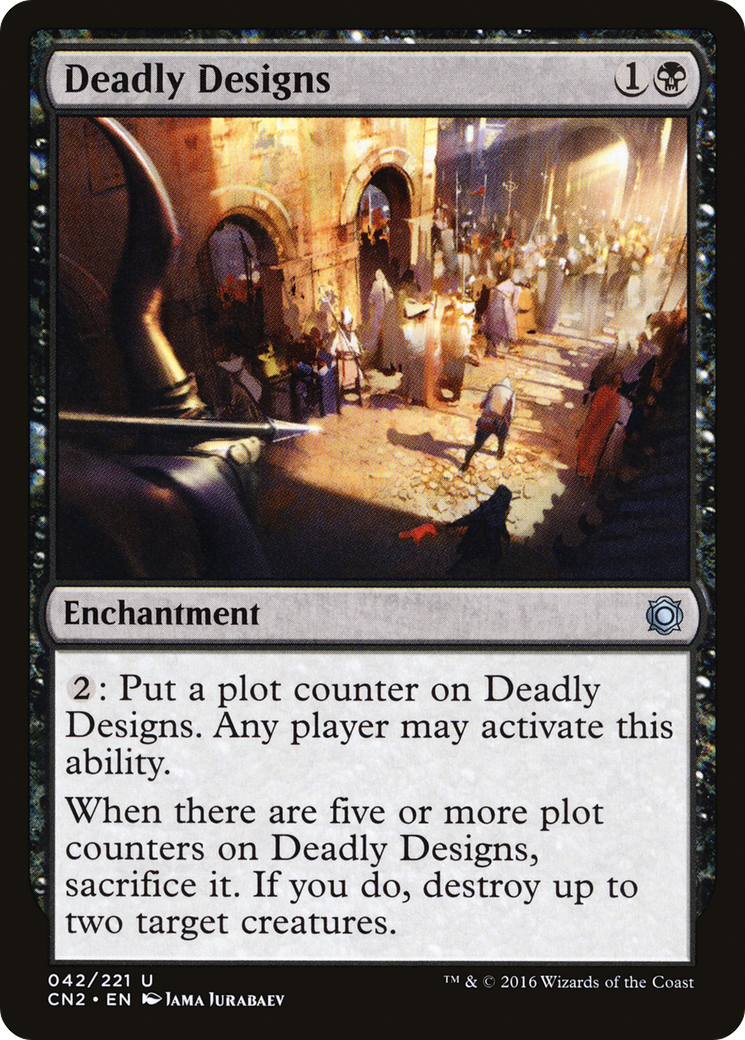 Deadly Designs 1
Enchantment
2: Put a plot counter on Deadly
Designs. Any player may activate this
ability.
When there are five or more plot
counters on Deadly Designs,
sacrifice it. If you do, destroy up to
two target creatures.
042/221 U
CN2 • EN Jama Jurabaev
™ & © 2016 Wizards of the Coast